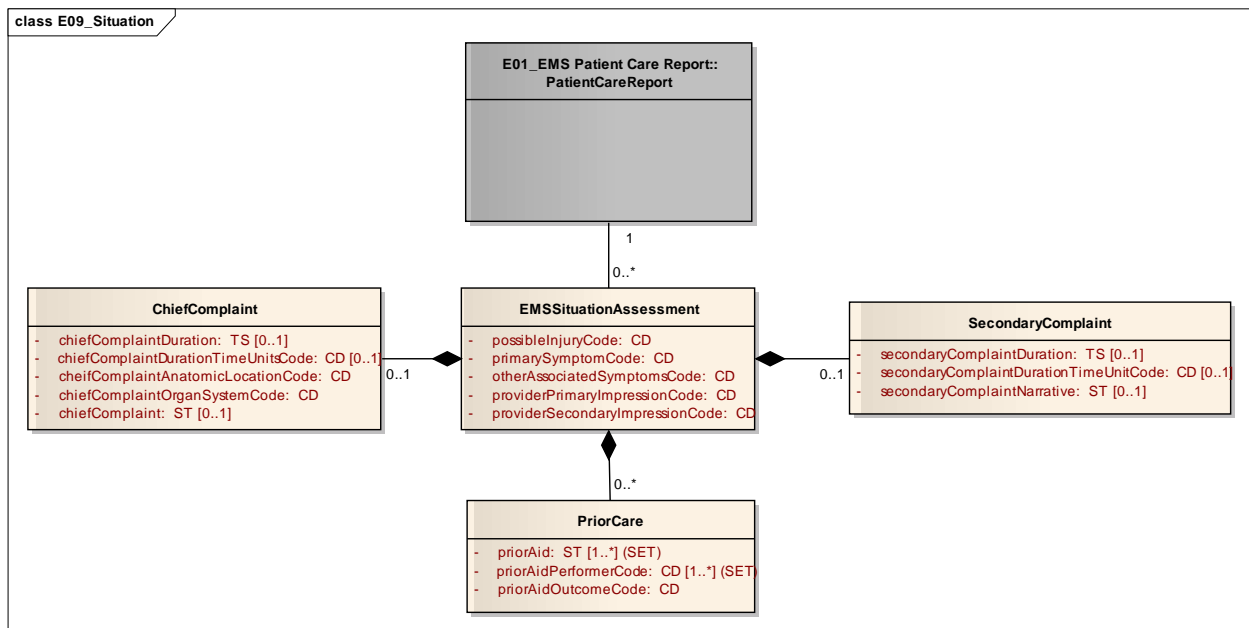 class E09_Situation
E01_EMS Patient Care Report::
PatientCareReport
1
0..*
ChiefComplaint
- chiefComplaintDuration: TS [0..1]
- chiefComplaintDurationTimeUnitsCode: CD [0..1]
- cheifComplaintAnatomicLocationCode: CD
- chiefComplaintOrganSystemCode: CD
- chiefComplaint: ST [0..1]
0..1
EMSSituationAssessment
- possibleInjuryCode: CD
- primarySymptomCode: CD
- otherAssociatedSymptomsCode: CD
- providerPrimaryImpressionCode: CD
- providerSecondaryImpressionCode: CD
0..1
SecondaryComplaint
- secondaryComplaintDuration: TS [0..1]
- secondaryComplaintDurationTimeUnitCode: CD [0..1]
- secondaryComplaintNarrative: ST [0..1]
0..*
PriorCare
- priorAid: ST [1..*] (SET)
- priorAidPerformerCode: CD [1..*] (SET)
- priorAidOutcomeCode: CD